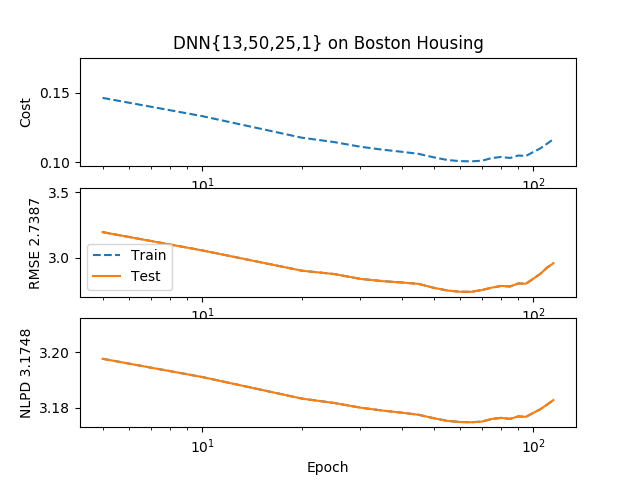 DNN{13,50,25,1} on Boston Housing
0.15
Cost
0.10
10¹ 10²
3.5
RMSE 2.7387
3.0
Train
Test
10¹ 10²
3.20
NLPD 3.1748
3.18
10¹ 10²
Epoch